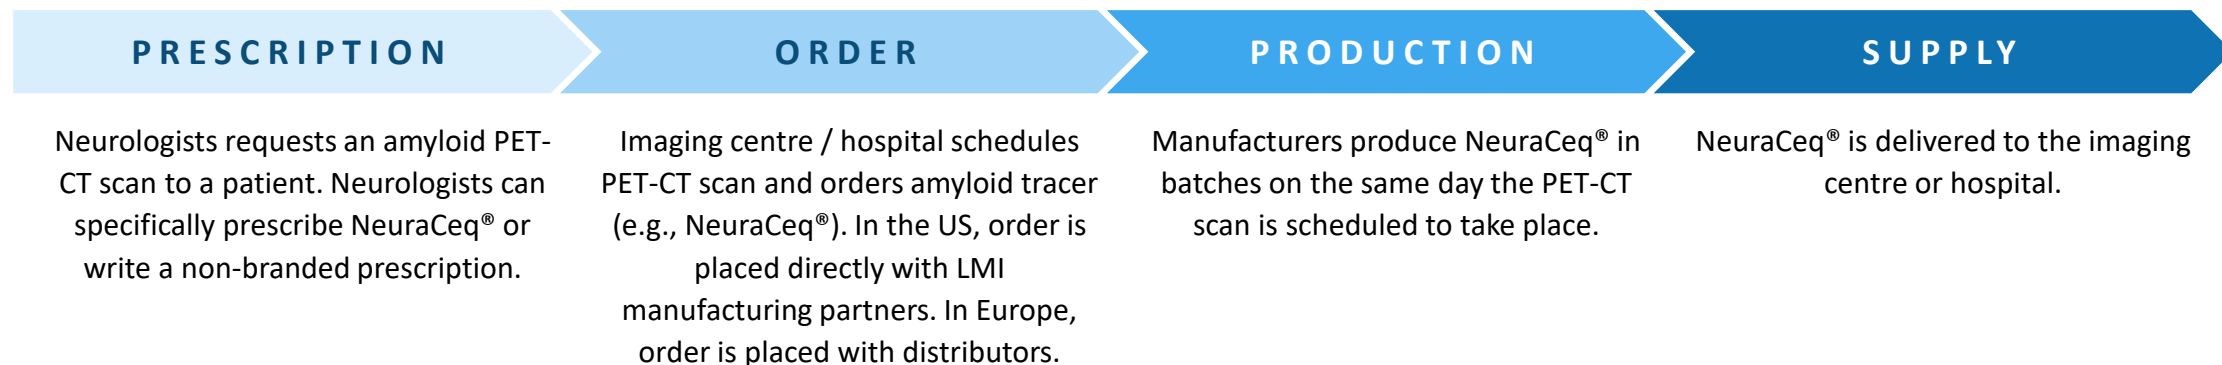 PRESCRIPTION
ORDER
PRODUCTION
SUPPLY
Neurologists requests an amyloid PET-
CT scan to a patient. Neurologists can
specifically prescribe NeuraCeq® or
write a non-branded prescription.
Imaging centre / hospital schedules
PET-CT scan and orders amyloid tracer
(e.g., NeuraCeq®). In the US, order is
placed directly with LMI
manufacturing partners. In Europe,
order is placed with distributors.
Manufacturers produce NeuraCeq® in
batches on the same day the PET-CT
scan is scheduled to take place.
NeuraCeq® is delivered to the imaging
centre or hospital.